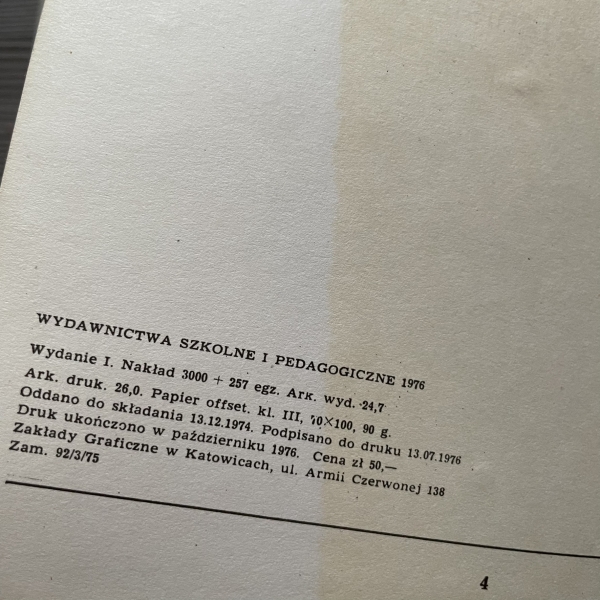 WYDAWNICTWA SZKOLNE I PEDAGOGICZNE 1976
Wydanie I. Nakład 3000 + 257 egz. Ark. wyd. 24,7
Ark. druk. 26,0. Papier offset. kl. III, 70×100, 90 g.
Oddano do składania 13.12.1974. Podpisano do druku 13.07.1976
Druk ukończono w październiku 1976. Cena zł 50,—
Zakłady Graficzne w Katowicach, ul. Armii Czerwonej 138
Zam. 92/3/75
4